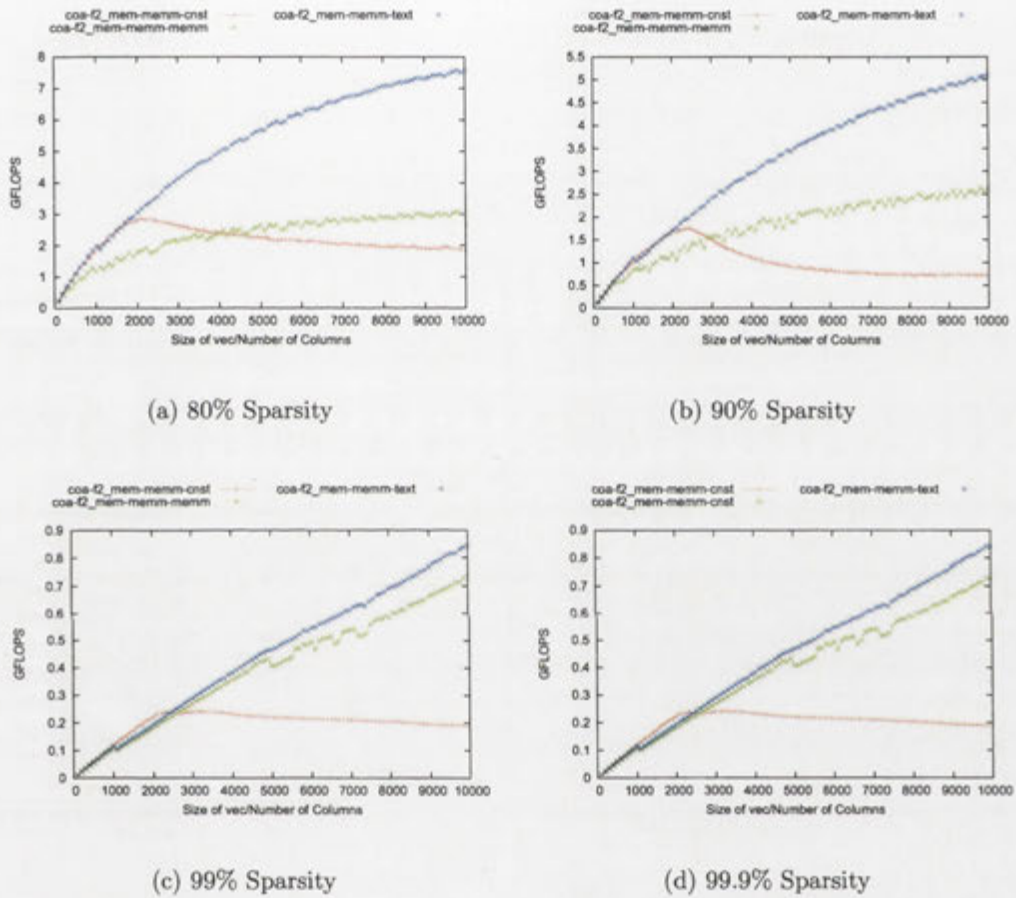 coa-f2_mem-memm-cnst coa-f2_mem-memm-text
coa-f2_mem-memm-memm
8
7
6
5
4
3
2
1
0
GFLOPS
0 1000 2000 3000 4000 5000 6000 7000 8000 9000 10000
Size of vec/Number of Columns
(a) 80% Sparsity
coa-f2_mem-memm-cnst coa-f2_mem-memm-text
coa-f2_mem-memm-memm
5.5
5
4.5
4
3.5
3
2.5
2
1.5
1
0.5
0
GFLOPS
0 1000 2000 3000 4000 5000 6000 7000 8000 9000 10000
Size of vec/Number of Columns
(b) 90% Sparsity
coa-f2_mem-memm-cnst coa-f2_mem-memm-text
coa-f2_mem-memm-memm
0.9
0.8
0.7
0.6
0.5
0.4
0.3
0.2
0.1
0
GFLOPS
0 1000 2000 3000 4000 5000 6000 7000 8000 9000 10000
Size of vec/Number of Columns
(c) 99% Sparsity
coa-f2_mem-memm-cnst coa-f2_mem-memm-text
coa-f2_mem-memm-cnst
0.9
0.8
0.7
0.6
0.5
0.4
0.3
0.2
0.1
0
GFLOPS
0 1000 2000 3000 4000 5000 6000 7000 8000 9000 10000
Size of vec/Number of Columns
(d) 99.9% Sparsity